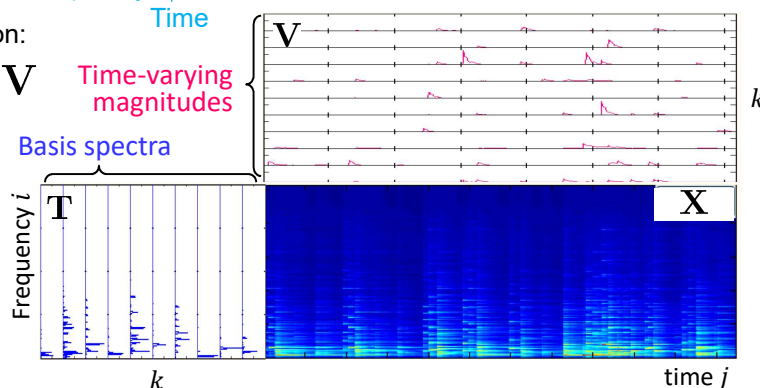 Time
on:
V
V
Time-varying
magnitudes
k
Basis spectra
T
X
Frequency i
k
time j